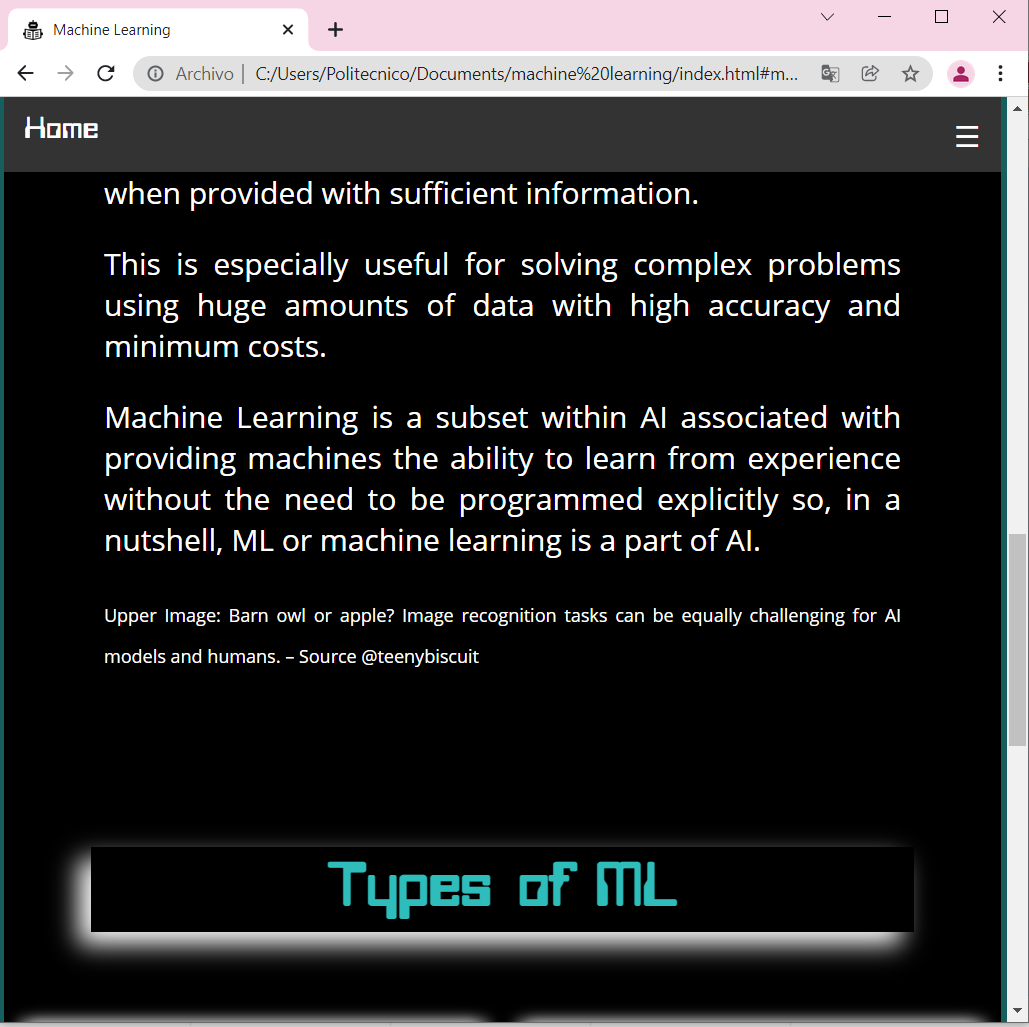 Machine Learning
Archivo | C:/Users/Politecnico/Documents/machine%20learning/index.html#m...
Home
when provided with sufficient information.
This is especially useful for solving complex problems
using huge amounts of data with high accuracy and
minimum costs.
Machine Learning is a subset within AI associated with
providing machines the ability to learn from experience
without the need to be programmed explicitly so, in a
nutshell, ML or machine learning is a part of AI.
Upper Image: Barn owl or apple? Image recognition tasks can be equally challenging for AI
models and humans. – Source @teenybiscuit
Types of ML